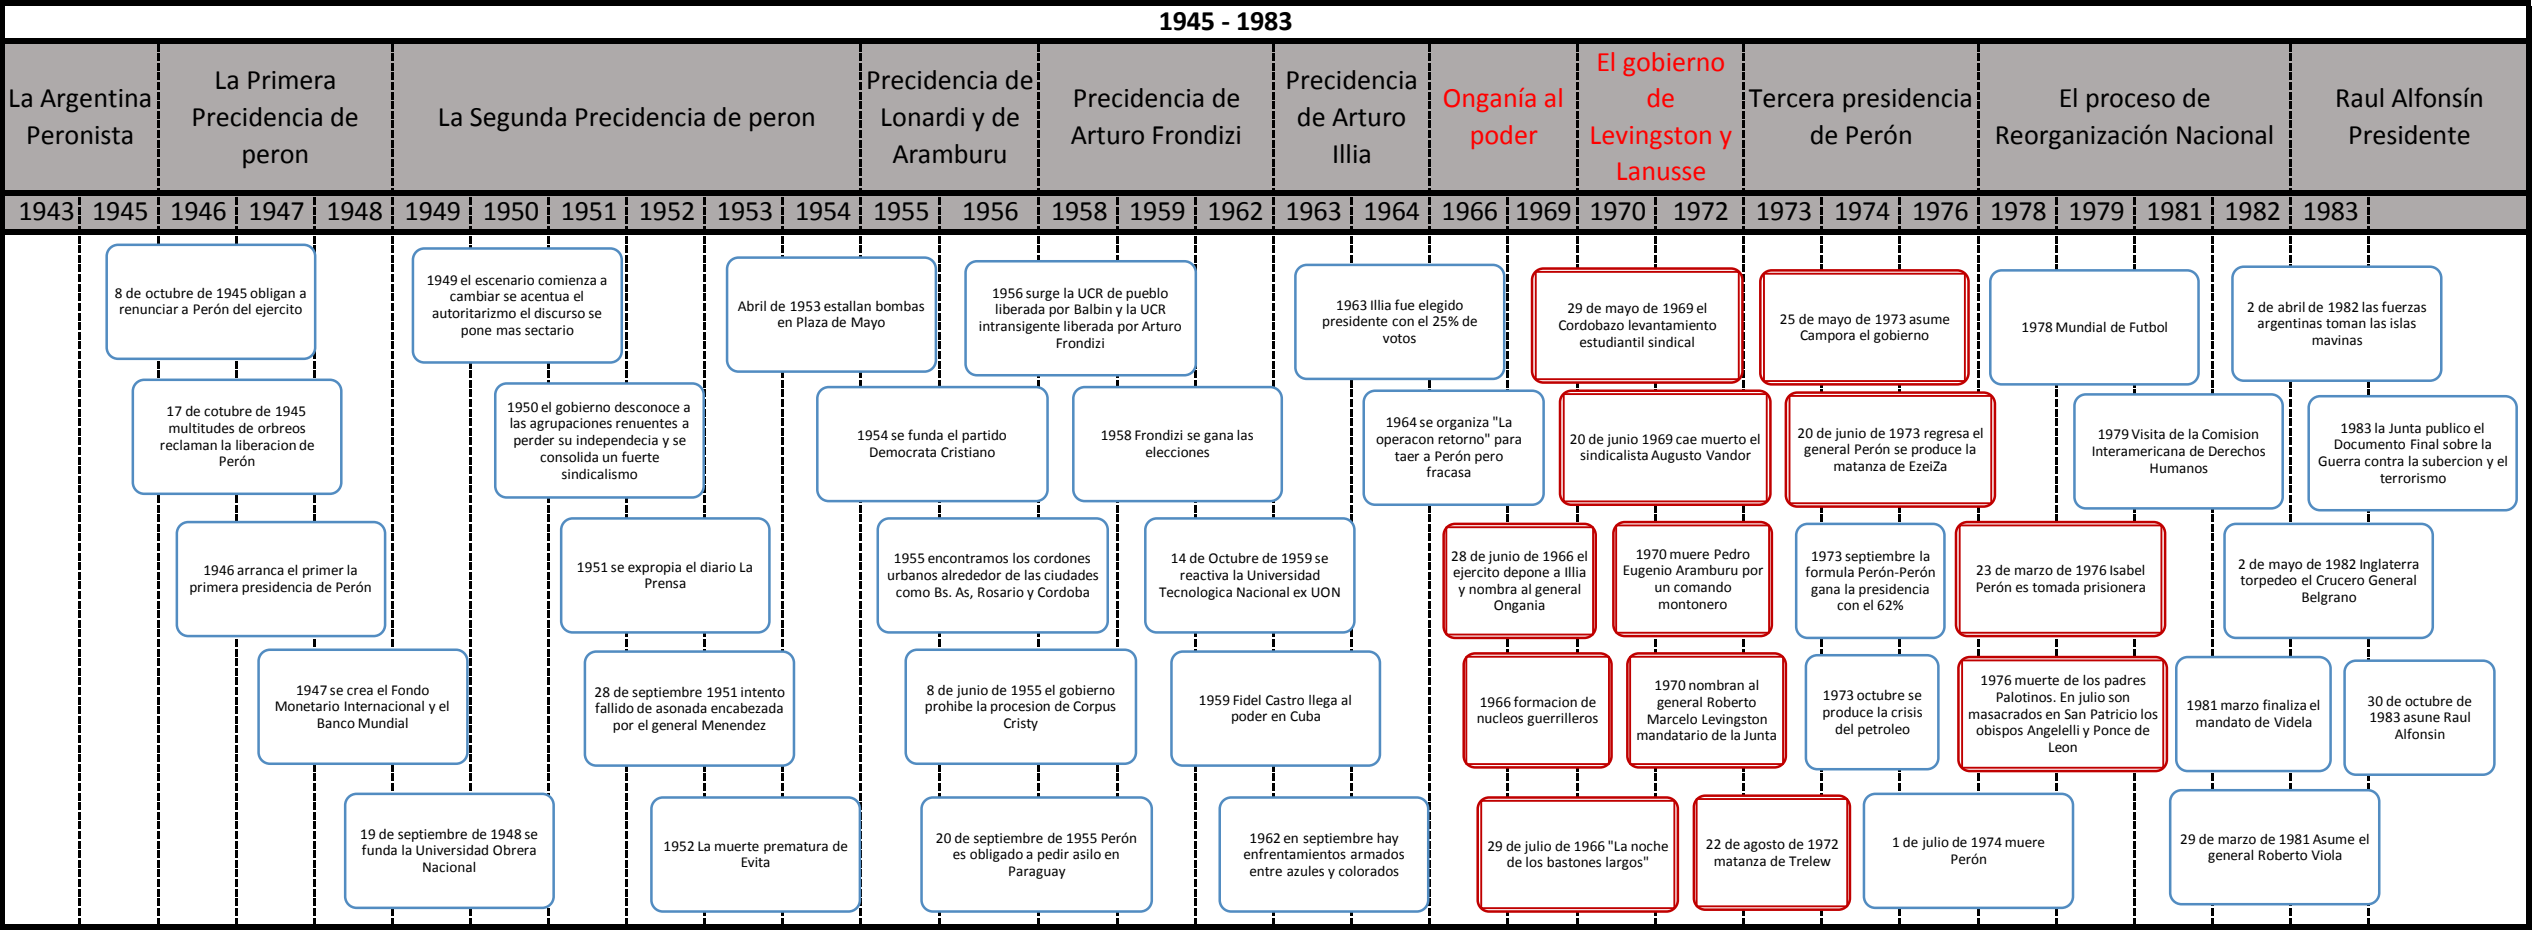 1945 - 1983
La Argentina
Peronista
La Primera
Precidencia de
peron
La Segunda Precidencia de peron
Precidencia de
Lonardi y de
Aramburu
Precidencia de
Arturo Frondizi
Precidencia
de Arturo
Illia
Onganía al
poder
El gobierno
de
Levingston y
Lanusse
Tercera presidencia
de Perón
El proceso de
Reorganización Nacional
Raul Alfonsín
Presidente
1943 1945 1946 1947 1948 1949 1950 1951 1952 1953 1954 1955 1956 1958 1959 1962 1963 1964 1966 1969 1970 1972 1973 1974 1976 1978 1979 1981 1982 1983
8 de octubre de 1945 obligan a
renunciar a Perón del ejercito
1949 el escenario comienza a
cambiar se acentua el
autoritarizmo el discurso se
pone mas sectario
Abril de 1953 estallan bombas
en Plaza de Mayo
1956 surge la UCR de pueblo
liberada por Balbin y la UCR
intransigente liberada por Arturo
Frondizi
1963 Illia fue elegido
presidente con el 25% de
votos
29 de mayo de 1969 el
Cordobazo levantamiento
estudiantil sindical
25 de mayo de 1973 asume
Campora el gobierno
1978 Mundial de Futbol
2 de abril de 1982 las fuerzas
argentinas toman las islas
mavinas
17 de cotubre de 1945
multitudes de orbreos
reclaman la liberacion de
Perón
1950 el gobierno desconoce a
las agrupaciones renuentes a
perder su independecia y se
consolida un fuerte
sindicalismo
1954 se funda el partido
Democrata Cristiano
1958 Frondizi se gana las
elecciones
1964 se organiza "La
operacon retorno" para
taer a Perón pero
fracasa
20 de junio 1969 cae muerto el
sindicalista Augusto Vandor
20 de junio de 1973 regresa el
general Perón se produce la
matanza de EzeiZa
1979 Visita de la Comision
Interamericana de Derechos
Humanos
1983 la Junta publico el
Documento Final sobre la
Guerra contra la subercion y el
terrorismo
1946 arranca el primer la
primera presidencia de Perón
1951 se expropia el diario La
Prensa
1955 encontramos los cordones
urbanos alrededor de las ciudades
como Bs. As, Rosario y Cordoba
14 de Octubre de 1959 se
reactiva la Universidad
Tecnologica Nacional ex UON
28 de junio de 1966 el
ejercito depone a Illia
y nombra al general
Ongania
1970 muere Pedro
Eugenio Aramburu por
un comando
montonero
1973 septiembre la
formula Perón-Perón
gana la presidencia
con el 62%
23 de marzo de 1976 Isabel
Perón es tomada prisionera
2 de mayo de 1982 Inglaterra
torpedeo el Crucero General
Belgrano
1947 se crea el Fondo
Monetario Internacional y el
Banco Mundial
28 de septiembre 1951 intento
fallido de asonada encabezada
por el general Menendez
8 de junio de 1955 el gobierno
prohibe la procesion de Corpus
Cristy
1959 Fidel Castro llega al
poder en Cuba
1966 formacion de
nucleos guerrilleros
1970 nombran al
general Roberto
Marcelo Levingston
mandatario de la Junta
1973 octubre se
produce la crisis
del petroleo
1976 muerte de los padres
Palotinos. En julio son
masacrados en San Patricio los
obispos Angelelli y Ponce de
Leon
1981 marzo finaliza el
mandato de Videla
30 de octubre de
1983 asune Raul
Alfonsin
19 de septiembre de 1948 se
funda la Universidad Obrera
Nacional
1952 La muerte prematura de
Evita
20 de septiembre de 1955 Perón
es obligado a pedir asilo en
Paraguay
1962 en septiembre hay
enfrentamientos armados
entre azules y colorados
29 de julio de 1966 "La noche
de los bastones largos"
22 de agosto de 1972
matanza de Trelew
1 de julio de 1974 muere
Perón
29 de marzo de 1981 Asume el
general Roberto Viola